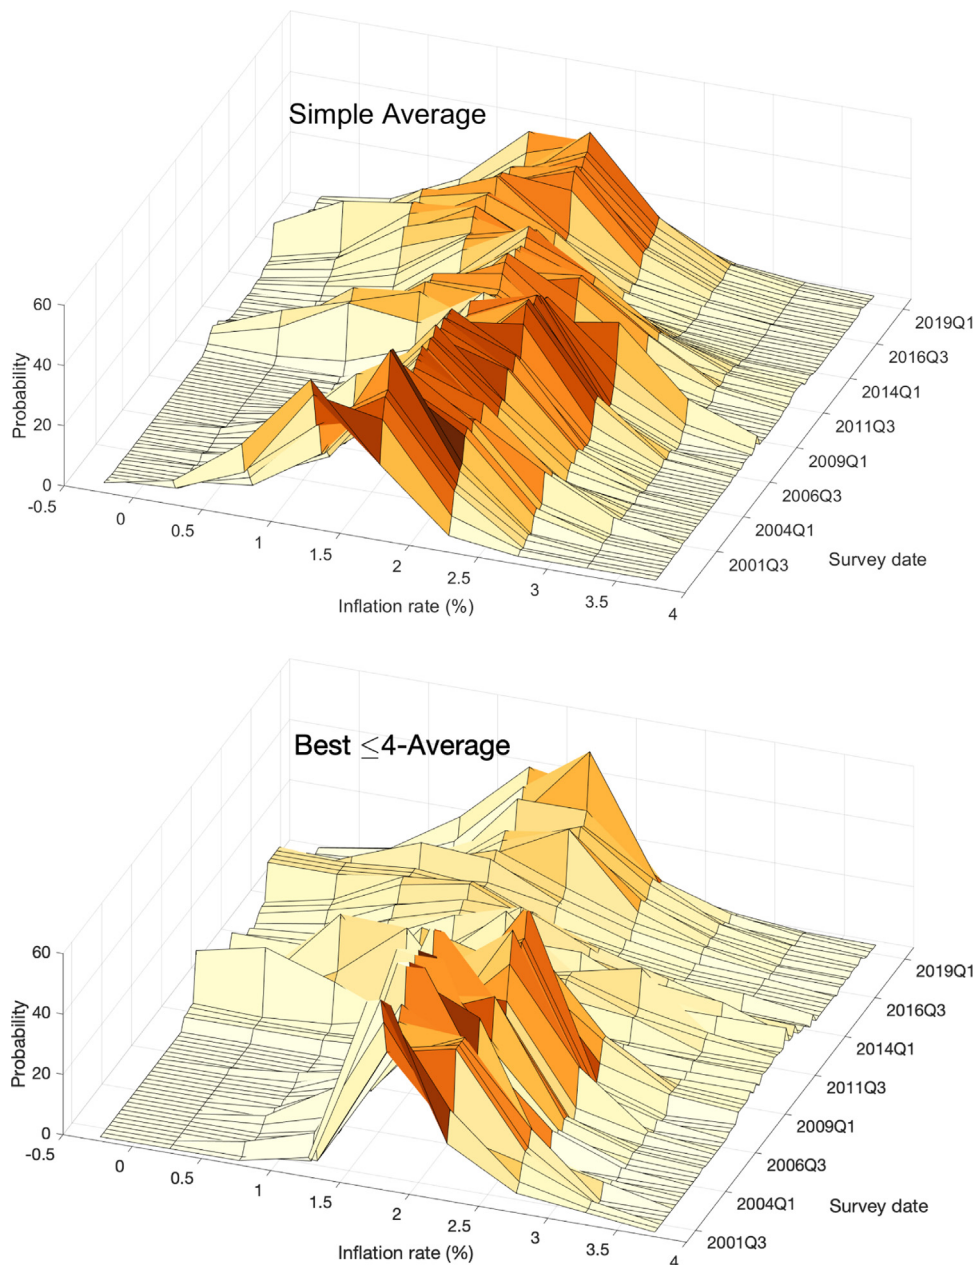 Simple Average
60
40
20
0
Probability
-0.5
0
0.5
1
1.5
2
2.5
3
3.5
4
Inflation rate (%)
2019Q1
2016Q3
2014Q1
2011Q3
2009Q1
2006Q3
2004Q1
2001Q3
Survey date
Best ≤4-Average
60
40
20
0
Probability
-0.5
0
0.5
1
1.5
2
2.5
3
3.5
4
Inflation rate (%)
2019Q1
2016Q3
2014Q1
2011Q3
2009Q1
2006Q3
2004Q1
2001Q3
Survey date